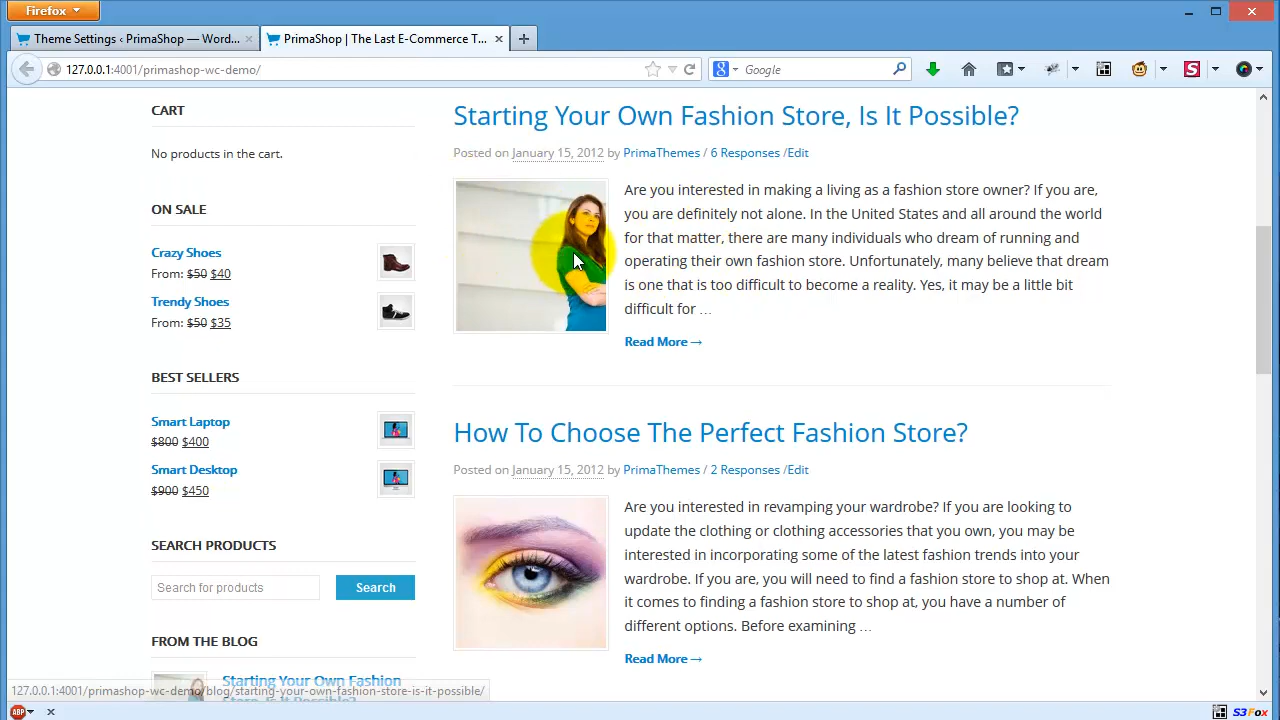 Firefox
Theme Settings ‹ PrimaShop — Word...
PrimaShop | The Last E-Commerce T...
127.0.0.1:4001/primashop-wc-demo/
Google
CART
No products in the cart.
ON SALE
Crazy Shoes
From: $50 $40
Trendy Shoes
From: $50 $35
BEST SELLERS
Smart Laptop
$800 $400
Smart Desktop
$900 $450
SEARCH PRODUCTS
Search for products
Search
FROM THE BLOG
Starting Your Own Fashion
Store, Is It Possible?
Starting Your Own Fashion Store, Is It Possible?
Posted on January 15, 2012 by PrimaThemes / 6 Responses /Edit
Are you interested in making a living as a fashion store owner? If you are,
you are definitely not alone. In the United States and all around the world
for that matter, there are many individuals who dream of running and
operating their own fashion store. Unfortunately, many believe that dream
is one that is too difficult to become a reality. Yes, it may be a little bit
difficult for …
Read More →
How To Choose The Perfect Fashion Store?
Posted on January 15, 2012 by PrimaThemes / 2 Responses /Edit
Are you interested in revamping your wardrobe? If you are looking to
update the clothing or clothing accessories that you own, you may be
interested in incorporating some of the latest fashion trends into your
wardrobe. If you are, you will need to find a fashion store to shop at. When
it comes to finding a fashion store to shop at, you have a number of
different options. Before examining …
Read More →
127.0.0.1:4001/primashop-wc-demo/blog/starting-your-own-fashion-store-is-it-possible/
ABP
S3Fox